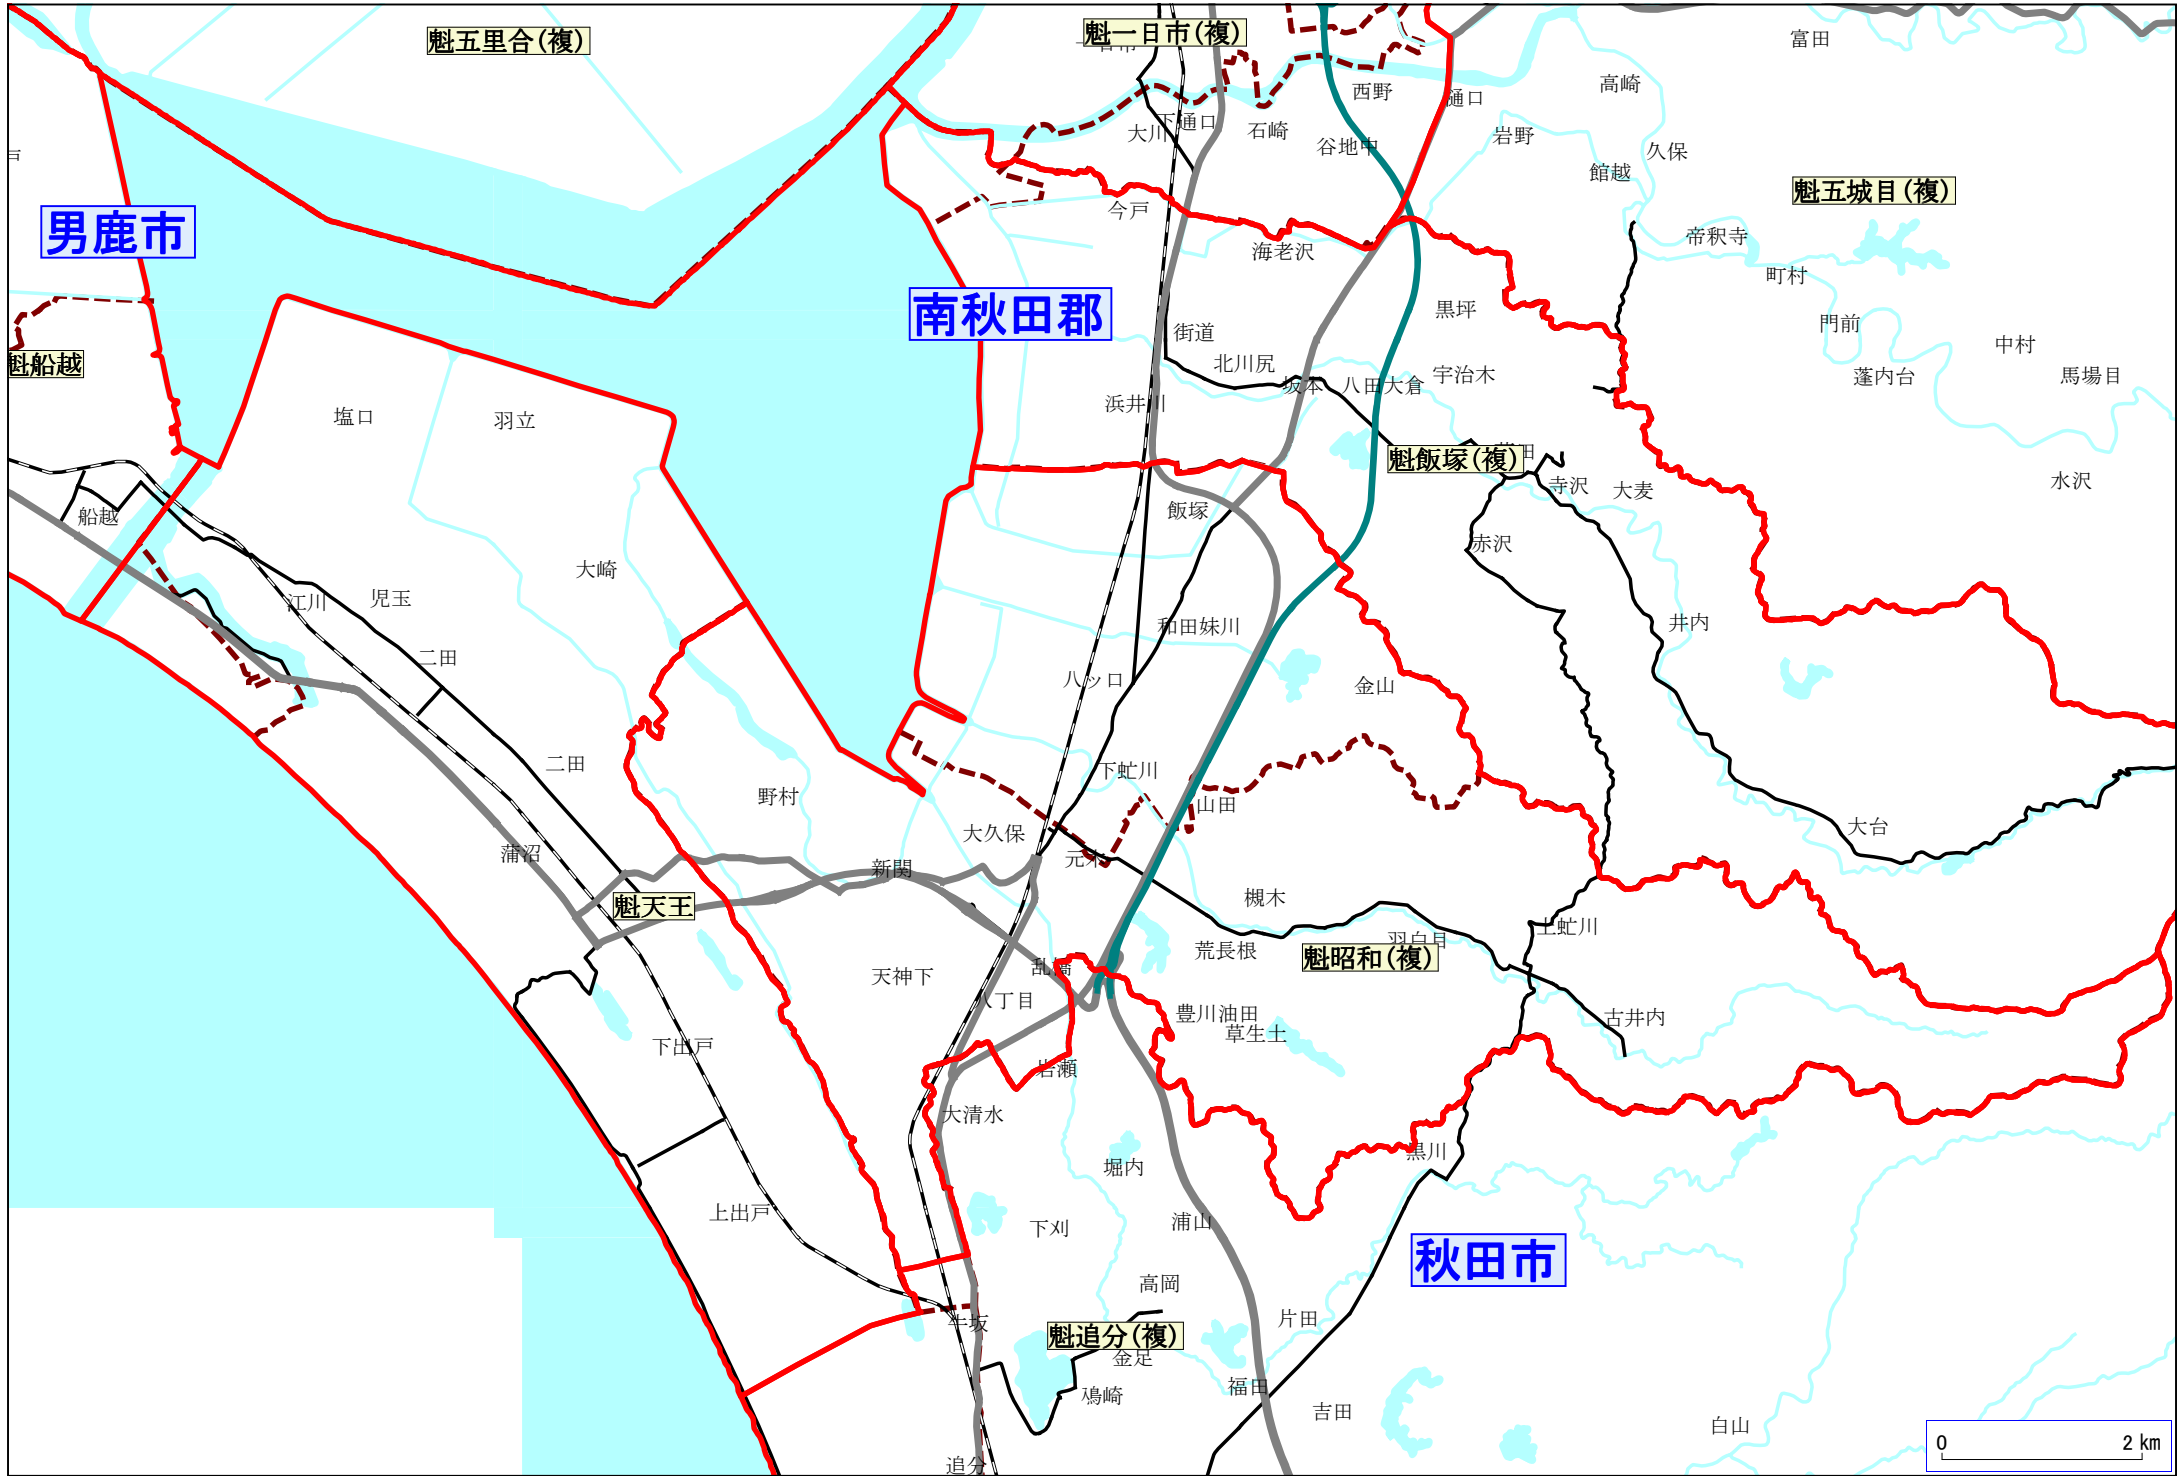 魁五里合(複)
魁一日市(複)
富田
高崎
西野
樋口
下樋口
大川
石崎
岩野
谷地中
久保
館越
魁五城目(複)
戸
男鹿市
今戸
帝釈寺
海老沢
町村
南秋田郡
黒坪
門前
街道
中村
魁船越
北川尻
坂本
八田大倉
宇治木
蓬内台
馬場目
浜井川
塩口
羽立
魁飯塚(複)
水沢
寺沢
大麦
飯塚
船越
赤沢
大崎
江川
児玉
井内
和田妹川
二田
八ッ口
金山
二田
下虻川
野村
山田
大久保
大台
元木
蒲沼
新関
槻木
魁天王
上虻川
羽白目
荒長根
魁昭和(複)
乱橋
天神下
八丁目
豊川油田
古井内
草生土
下出戸
岩瀬
大清水
黒川
堀内
上出戸
下刈
浦山
秋田市
高岡
片田
牛坂
魁追分(複)
金足
福田
鳰崎
吉田
白山
追分
0 2km